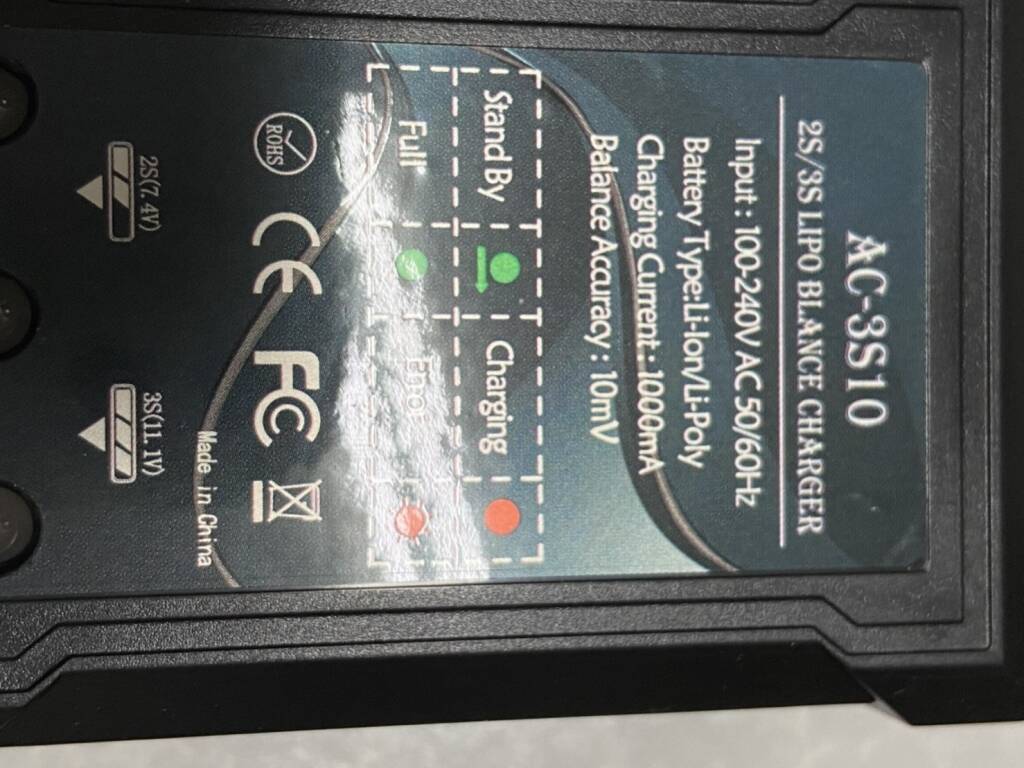 AC-3S10
2S/3S LIPO BLANCE CHARGER
Input : 100-240V AC 50/60Hz
Battery Type:Li-Ion/Li-Poly
Charging Current : 1000mA
Balance Accuracy : 10mV
Stand By Charging
Full Error
ROHS CE FC
Made in China
2S(7.4V) 3S(11.1V)